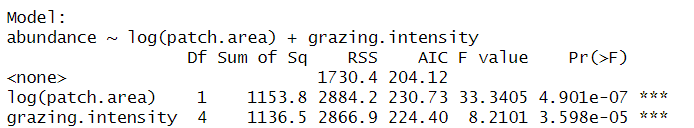 Model:
abundance ~ log(patch.area) + grazing.intensity
Df Sum of Sq RSS AIC F value Pr(>F)
<none> 1730.4 204.12
log(patch.area) 1 1153.8 2884.2 230.73 33.3405 4.901e-07 ***
grazing.intensity 4 1136.5 2866.9 224.40 8.2101 3.598e-05 ***